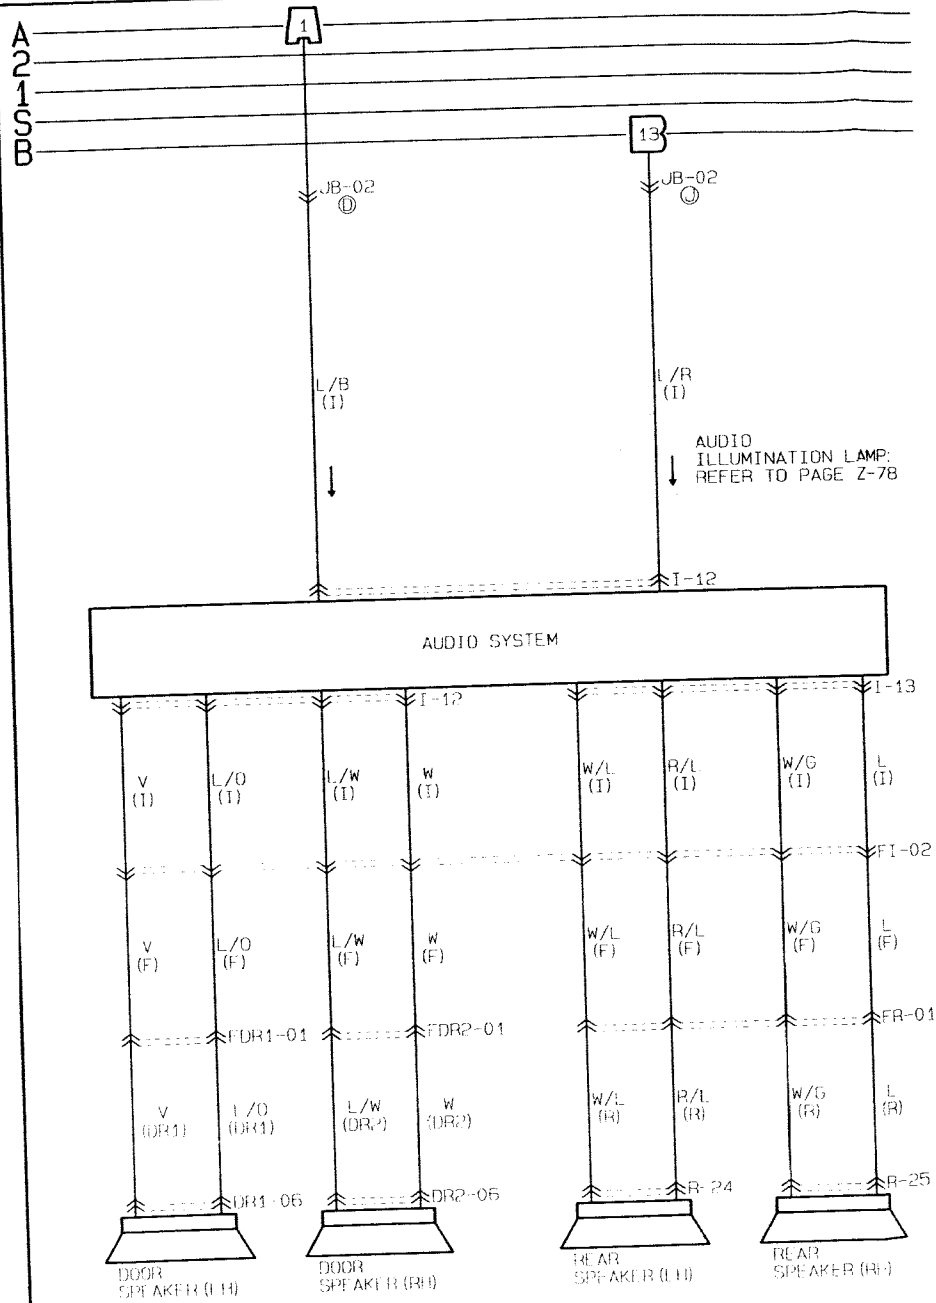 A
1
2
1
S
B
13
JB-02
D
JB-02
J
L/B
(I)
L/R
(I)
AUDIO
ILLUMINATION LAMP:
REFER TO PAGE Z-78
I-12
AUDIO SYSTEM
I-12
I-13
V
(I)
L/O
(I)
L/W
(I)
W
(I)
W/L
(I)
R/L
(I)
W/G
(I)
L
(I)
FI-02
V
(F)
L/O
(F)
L/W
(F)
W
(F)
W/L
(F)
R/L
(F)
W/G
(F)
L
(F)
FDR1-01
FDR2-01
FR-01
V
(DR1)
L/O
(DR1)
L/W
(DR2)
W
(DR2)
W/L
(R)
R/L
(R)
W/G
(R)
L
(R)
DR1-06
DR2-06
R-24
R-25
DOOR
SPEAKER (LH)
DOOR
SPEAKER (RH)
REAR
SPEAKER (LH)
REAR
SPEAKER (RH)